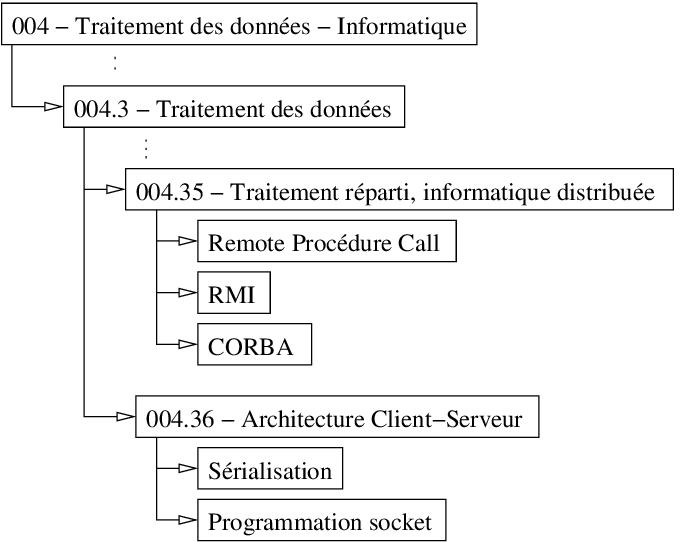 004 – Traitement des données – Informatique
004.3 – Traitement des données
004.35 – Traitement réparti, informatique distribuée
Remote Procédure Call
RMI
CORBA
004.36 – Architecture Client–Serveur
Sérialisation
Programmation socket